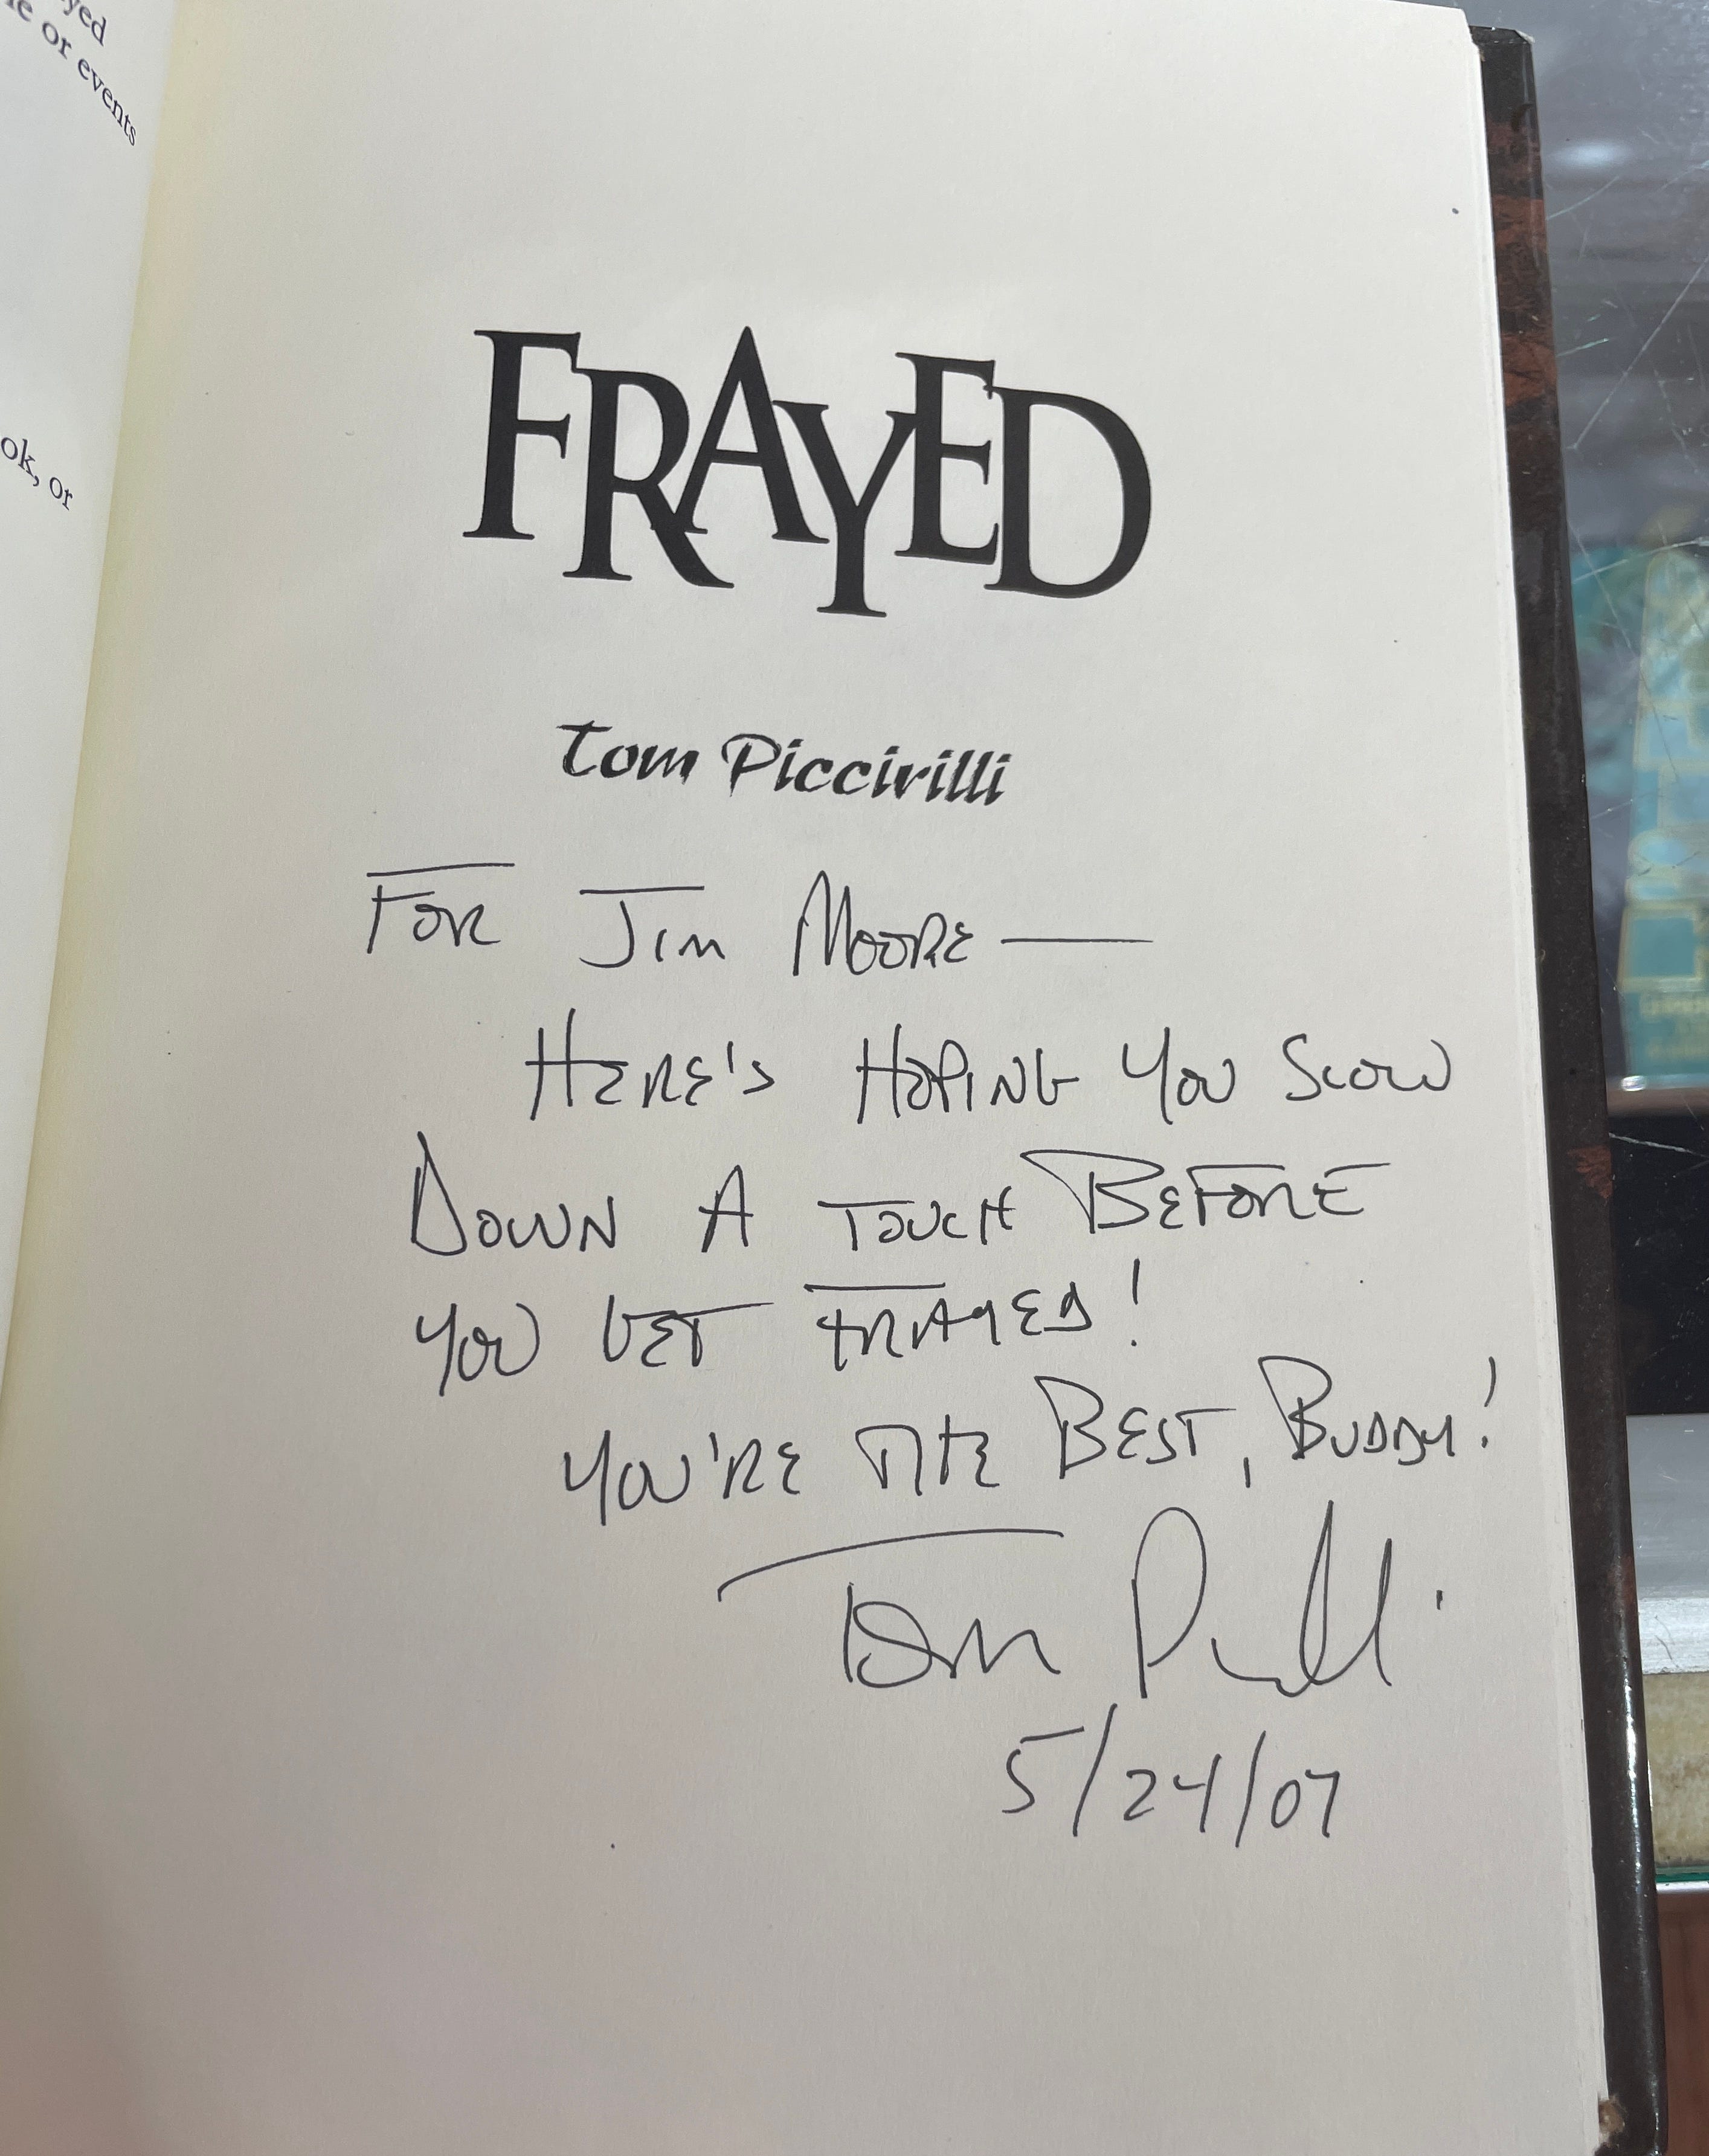 yed
e or events
ok, or
FRAYED
Tom Piccirilli
FOR JIM MOORE —
HERE'S HOPING YOU SLOW
DOWN A TOUCH BEFORE
YOU GET FRAYED!
YOU'RE THE BEST, BUDDY!
Tom Piccirilli
5/24/07